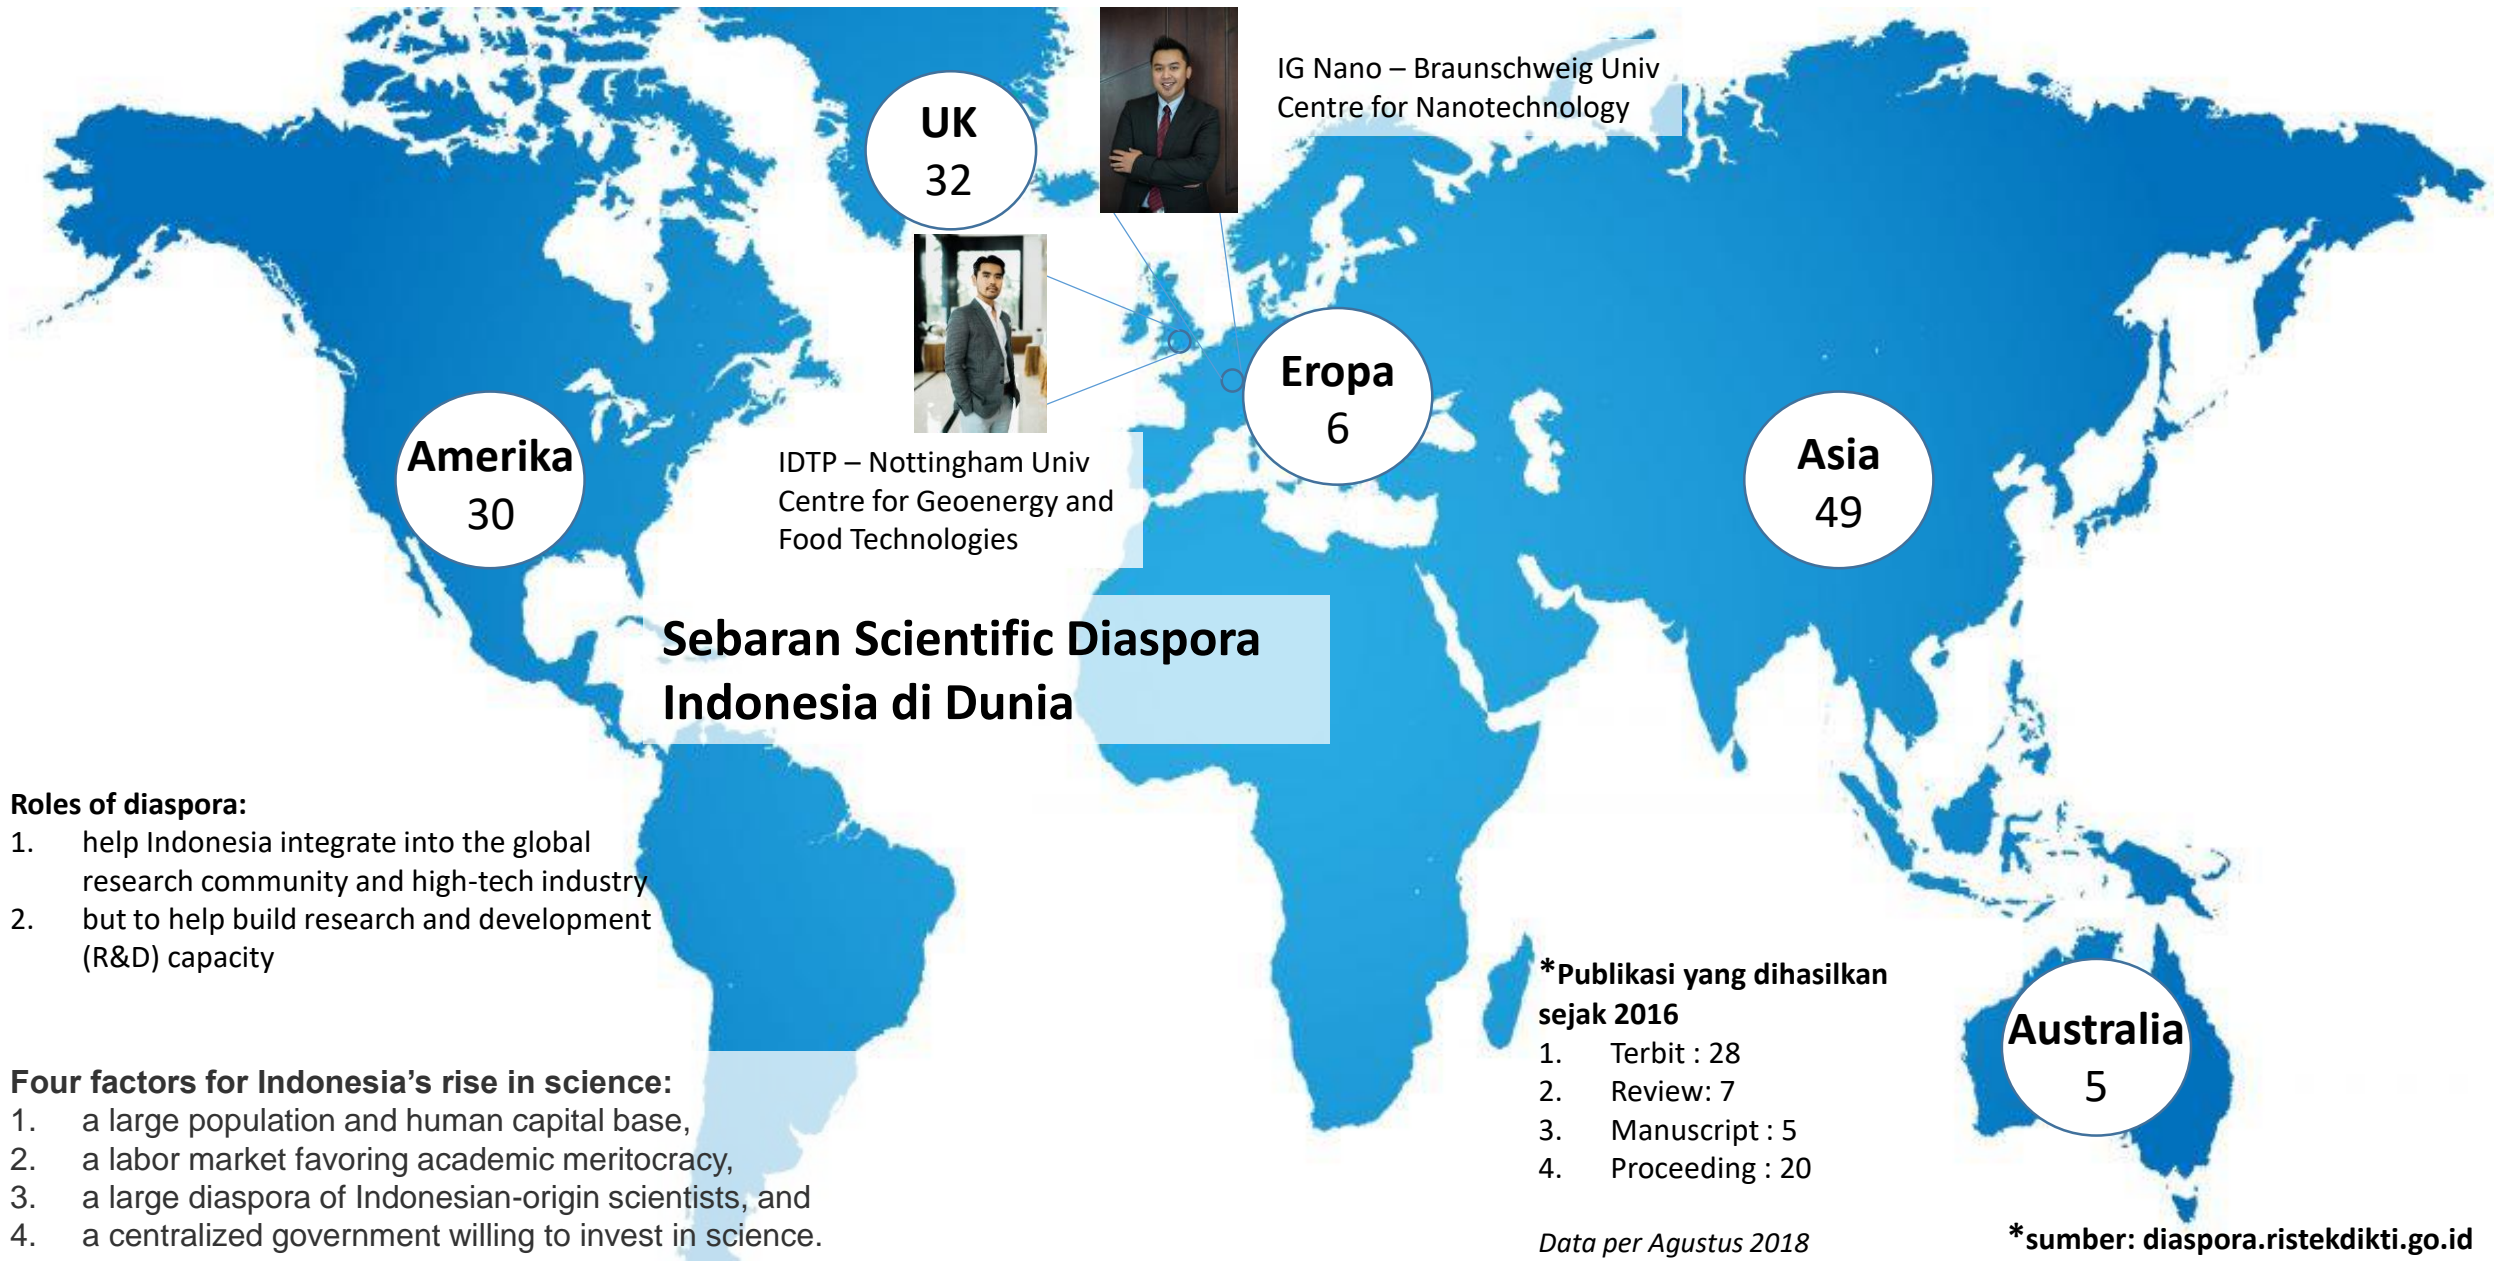 IG Nano – Braunschweig Univ
Centre for Nanotechnology
UK
32
Eropa
6
Amerika
30
Asia
49
IDTP – Nottingham Univ
Centre for Geoenergy and
Food Technologies
Sebaran Scientific Diaspora
Indonesia di Dunia
Roles of diaspora:
1. help Indonesia integrate into the global
research community and high-tech industry
2. but to help build research and development
(R&D) capacity
Four factors for Indonesia’s rise in science:
1. a large population and human capital base,
2. a labor market favoring academic meritocracy,
3. a large diaspora of Indonesian-origin scientists, and
4. a centralized government willing to invest in science.
*Publikasi yang dihasilkan
sejak 2016
1. Terbit : 28
2. Review: 7
3. Manuscript : 5
4. Proceeding : 20
Data per Agustus 2018
Australia
5
*sumber: diaspora.ristekdikti.go.id